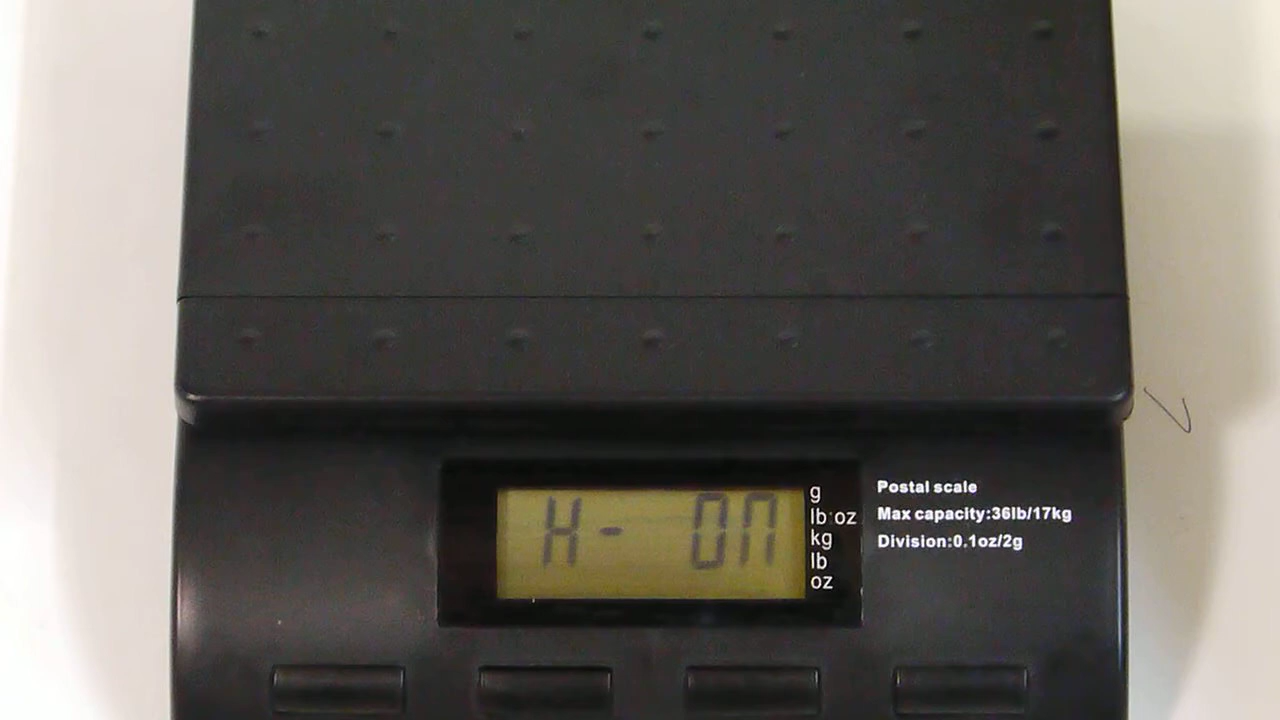 H- ON
g
lb oz
kg
lb
oz
Postal scale
Max capacity:36lb/17kg
Division:0.1oz/2g